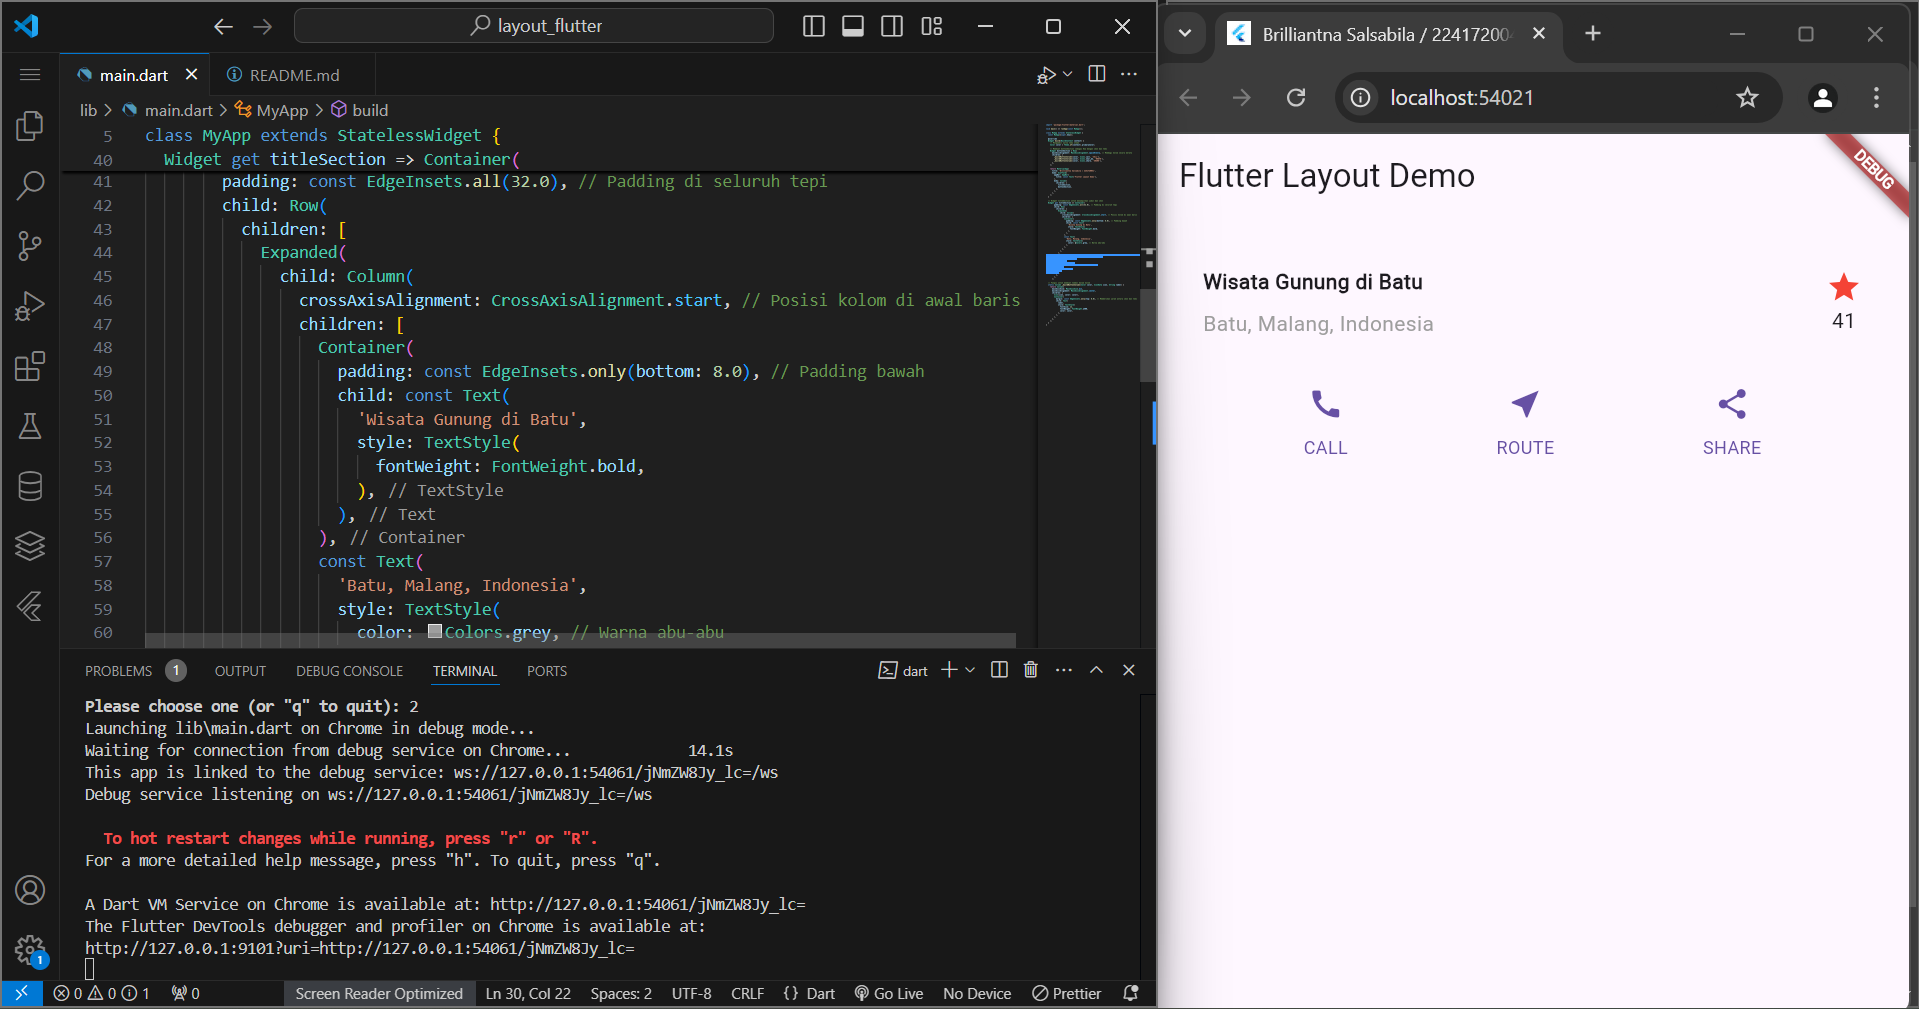 layout_flutter
main.dart
README.md
lib > main.dart > MyApp > build
5 class MyApp extends StatelessWidget {
40 Widget get titleSection => Container(
41 padding: const EdgeInsets.all(32.0), // Padding di seluruh tepi
42 child: Row(
43 children: [
44 Expanded(
45 child: Column(
46 crossAxisAlignment: CrossAxisAlignment.start, // Posisi kolom di awal baris
47 children: [
48 Container(
49 padding: const EdgeInsets.only(bottom: 8.0), // Padding bawah
50 child: const Text(
51 'Wisata Gunung di Batu',
52 style: TextStyle(
53 fontWeight: FontWeight.bold,
54 ), // TextStyle
55 ), // Text
56 ), // Container
57 const Text(
58 'Batu, Malang, Indonesia',
59 style: TextStyle(
60 color: Colors.grey, // Warna abu-abu
PROBLEMS 1 OUTPUT DEBUG CONSOLE TERMINAL PORTS dart
Please choose one (or "q" to quit): 2
Launching lib\main.dart on Chrome in debug mode...
Waiting for connection from debug service on Chrome... 14.1s
This app is linked to the debug service: ws://127.0.0.1:54061/jNmZW8Jy_lc=/ws
Debug service listening on ws://127.0.0.1:54061/jNmZW8Jy_lc=/ws
To hot restart changes while running, press "r" or "R".
For a more detailed help message, press "h". To quit, press "q".
A Dart VM Service on Chrome is available at: http://127.0.0.1:54061/jNmZW8Jy_lc=
The Flutter DevTools debugger and profiler on Chrome is available at:
http://127.0.0.1:9101?uri=http://127.0.0.1:54061/jNmZW8Jy_lc=
1
0 0 1 0 Screen Reader Optimized Ln 30, Col 22 Spaces: 2 UTF-8 CRLF {} Dart Go Live No Device Prettier
Brilliantna Salsabila / 22417200
localhost:54021
DEBUG
Flutter Layout Demo
Wisata Gunung di Batu
Batu, Malang, Indonesia
41
CALL ROUTE SHARE